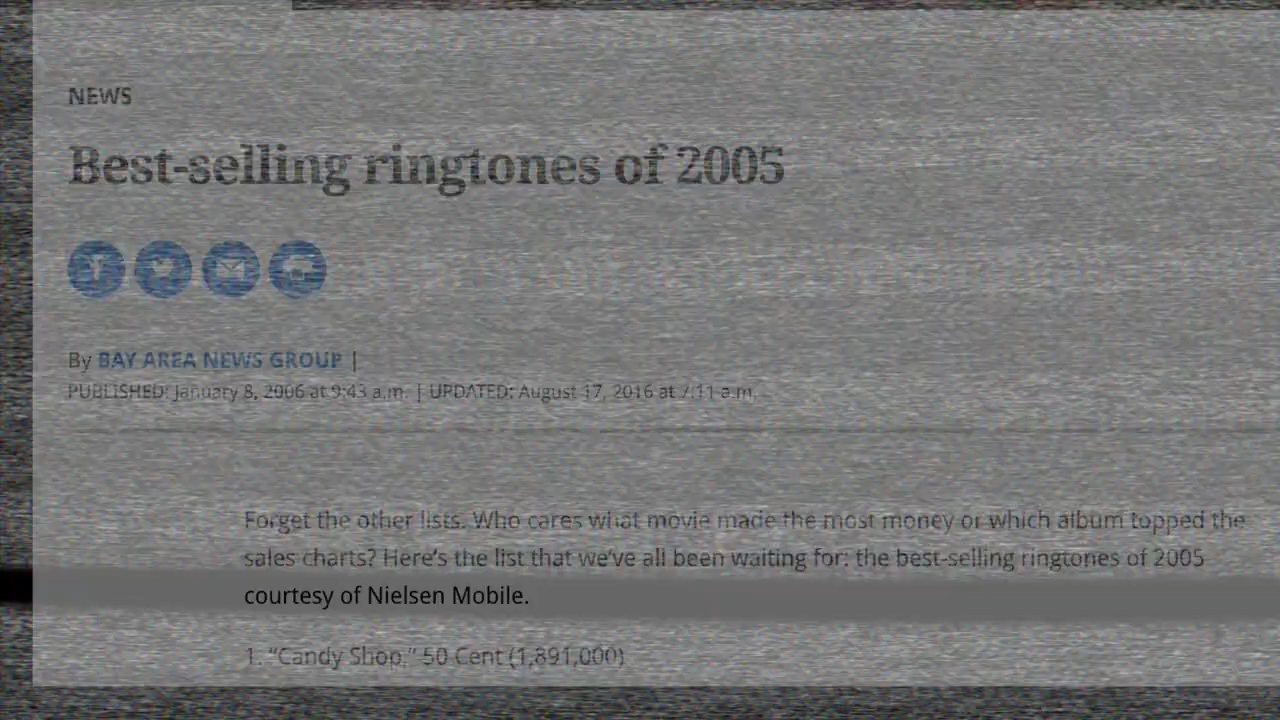 NEWS
Best-selling ringtones of 2005
By BAY AREA NEWS GROUP |
PUBLISHED: January 8, 2006 at 9:43 a.m. | UPDATED: August 17, 2016 at 7:11 a.m.
Forget the other lists. Who cares what movie made the most money or which album topped the
sales charts? Here’s the list that we’ve all been waiting for: the best-selling ringtones of 2005
courtesy of Nielsen Mobile.
1. “Candy Shop,” 50 Cent (1,891,000)